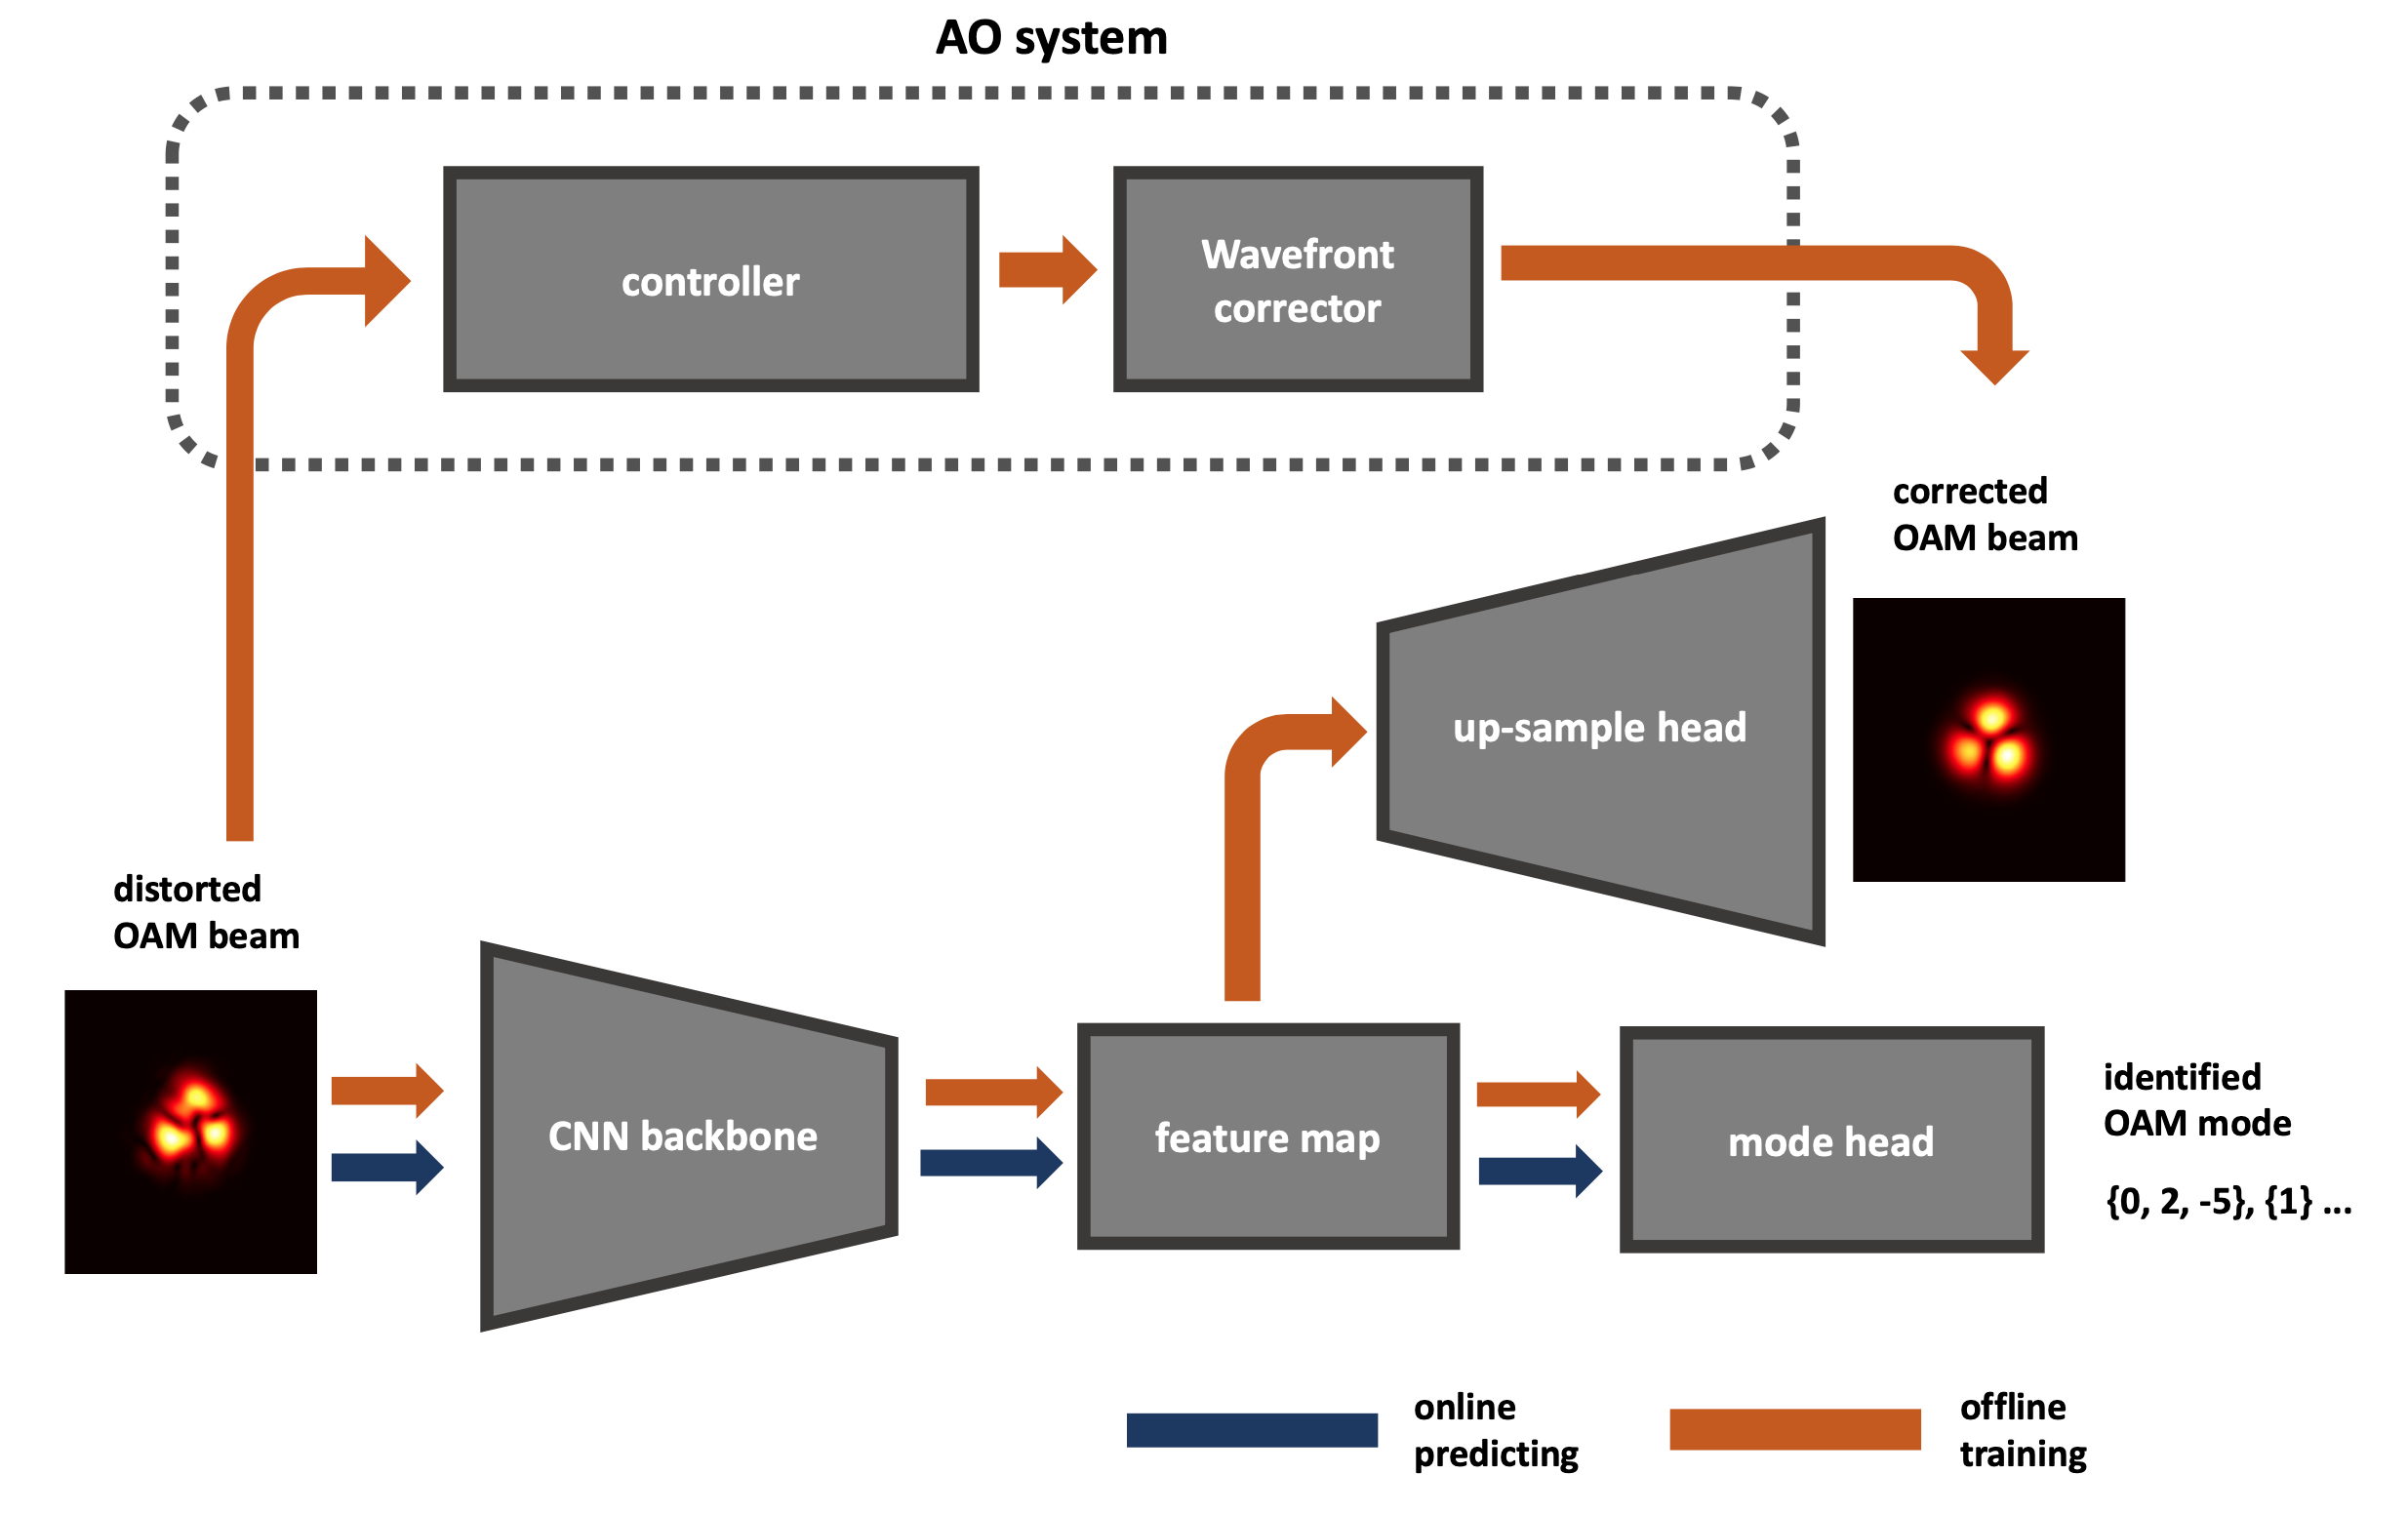 AO system
controller
Wavefront
corrector
corrected
OAM beam
up-sample head
distorted
OAM beam
CNN backbone
feature map
mode head
identified
OAM mode
{0, 2, -5}, {1} ...
online
predicting
offline
training